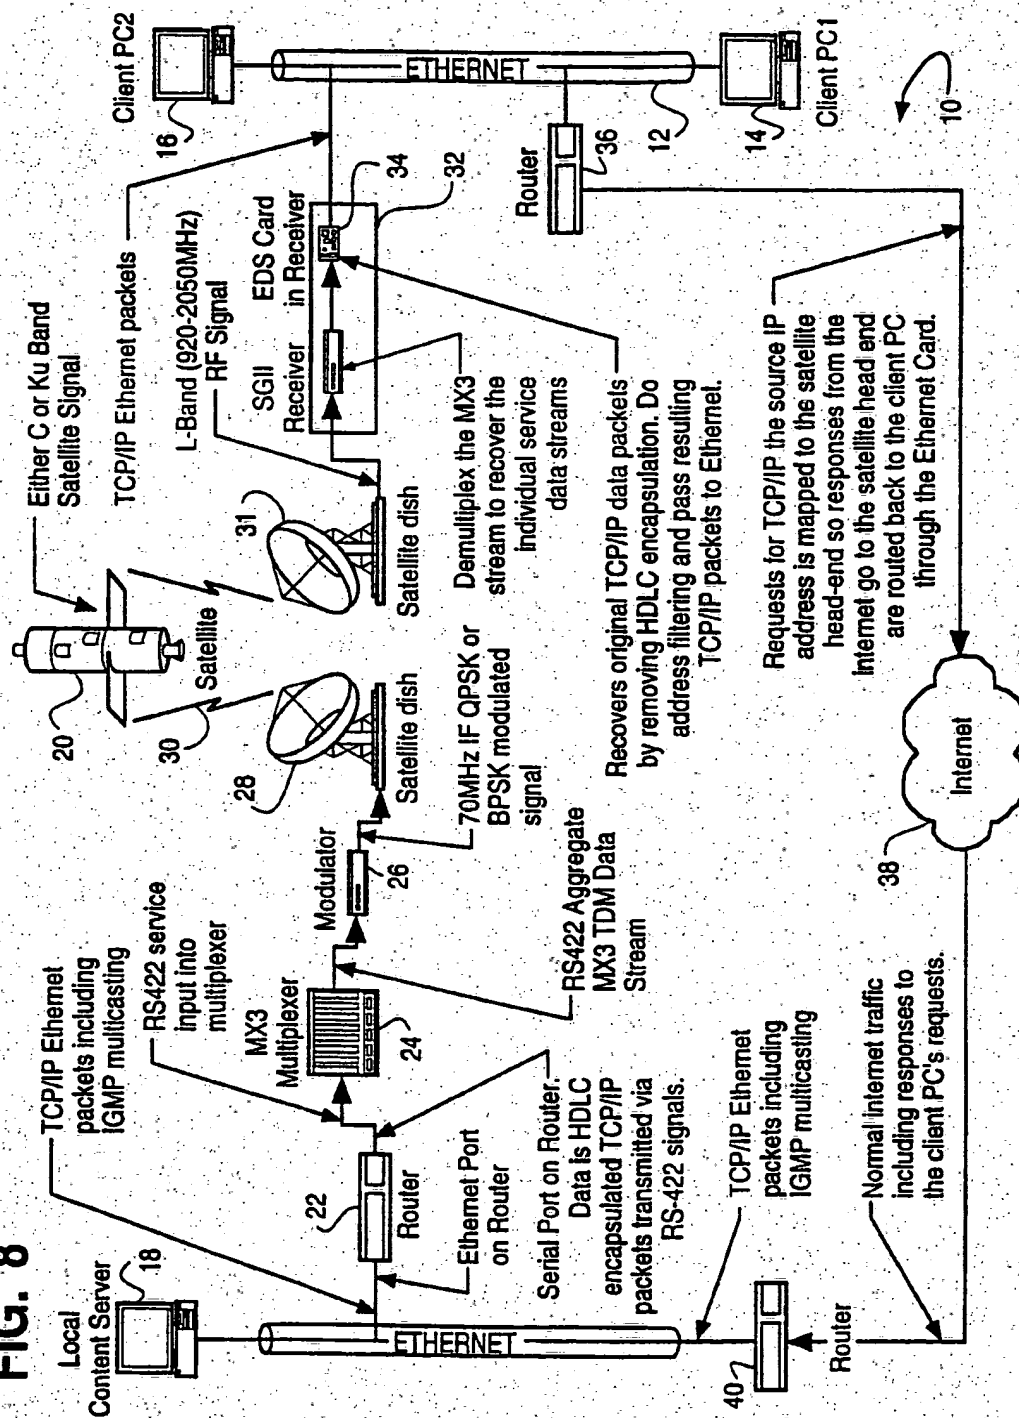 FIG. 8
Local
Content Server
18
TCP/IP Ethernet
packets including
IGMP multicasting
RS422 service
input into
multiplexer
MX3
Multiplexer
24
Modulator
26
22
Router
Ethernet Port
on Router
ETHERNET
Serial Port on Router.
Data is HDLC
encapsulated TCP/IP
packets transmitted via
RS-422 signals.
RS422 Aggregate
MX3 TDM Data
Stream
70MHz IF QPSK or
BPSK modulated
signal
28
Satellite dish
30
20
Satellite
Either C or Ku Band
Satellite Signal
31
Satellite dish
TCP/IP Ethernet packets
L-Band (920-2050MHz)
RF Signal
SGII
Receiver
EDS Card
in Receiver
34
32
Demultiplex the MX3
stream to recover the
individual service
data streams
Recovers original TCP/IP data packets
by removing HDLC encapsulation. Do
address filtering and pass resulting
TCP/IP packets to Ethernet.
Client PC2
16
ETHERNET
12
14
Client PC1
10
Router
36
Requests for TCP/IP the source IP
address is mapped to the satellite
head-end so responses from the
Internet go to the satellite head end
are routed back to the client PC
through the Ethernet Card.
Internet
38
TCP/IP Ethernet
packets including
IGMP multicasting
Normal internet traffic
including responses to
the client PC's requests.
40
Router